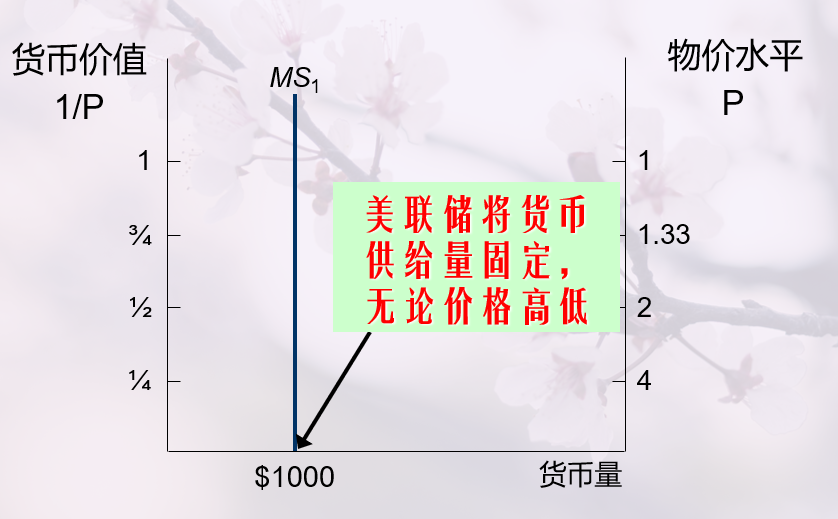 货币价值
1/P
物价水平
P
MS1
1
¾
½
¼
1
1.33
2
4
美联储将货币
供给量固定，
无论价格高低
$1000
货币量